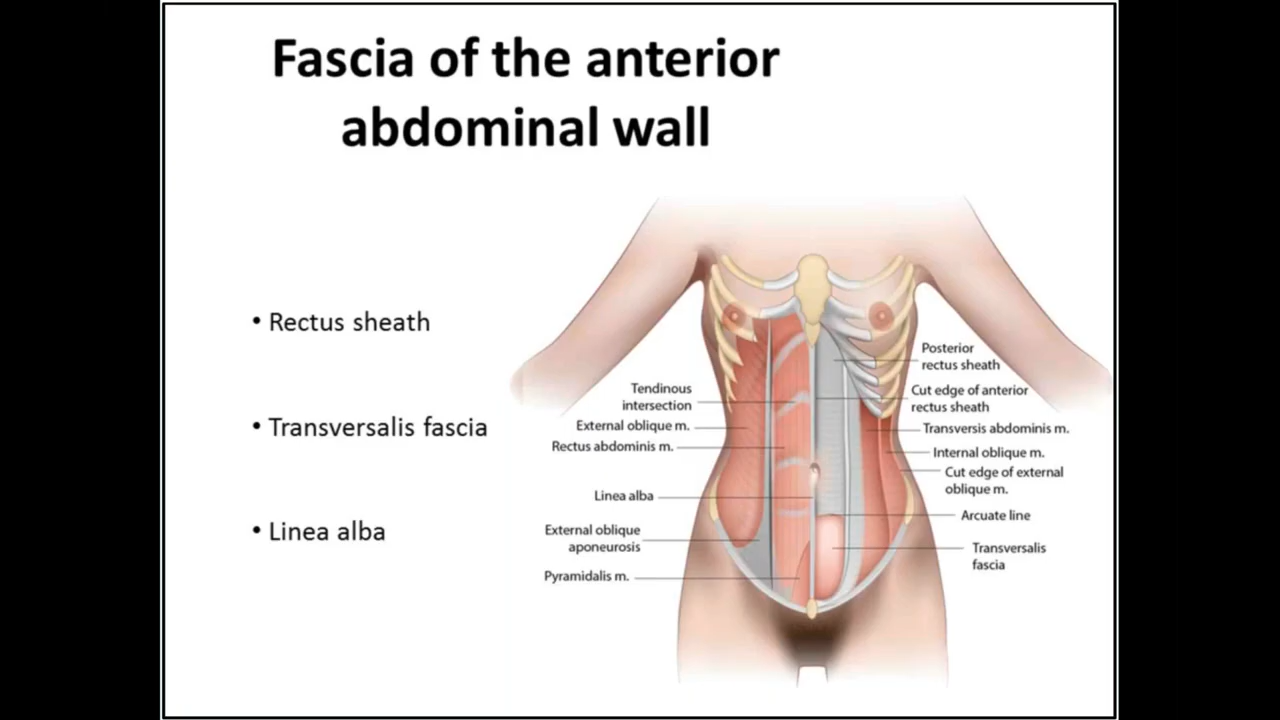 Fascia of the anterior
abdominal wall
• Rectus sheath
• Transversalis fascia
• Linea alba
Tendinous
intersection
External oblique m.
Rectus abdominis m.
Linea alba
External oblique
aponeurosis
Pyramidalis m.
Posterior
rectus sheath
Cut edge of anterior
rectus sheath
Transversis abdominis m.
Internal oblique m.
Cut edge of external
oblique m.
Arcuate line
Transversalis
fascia